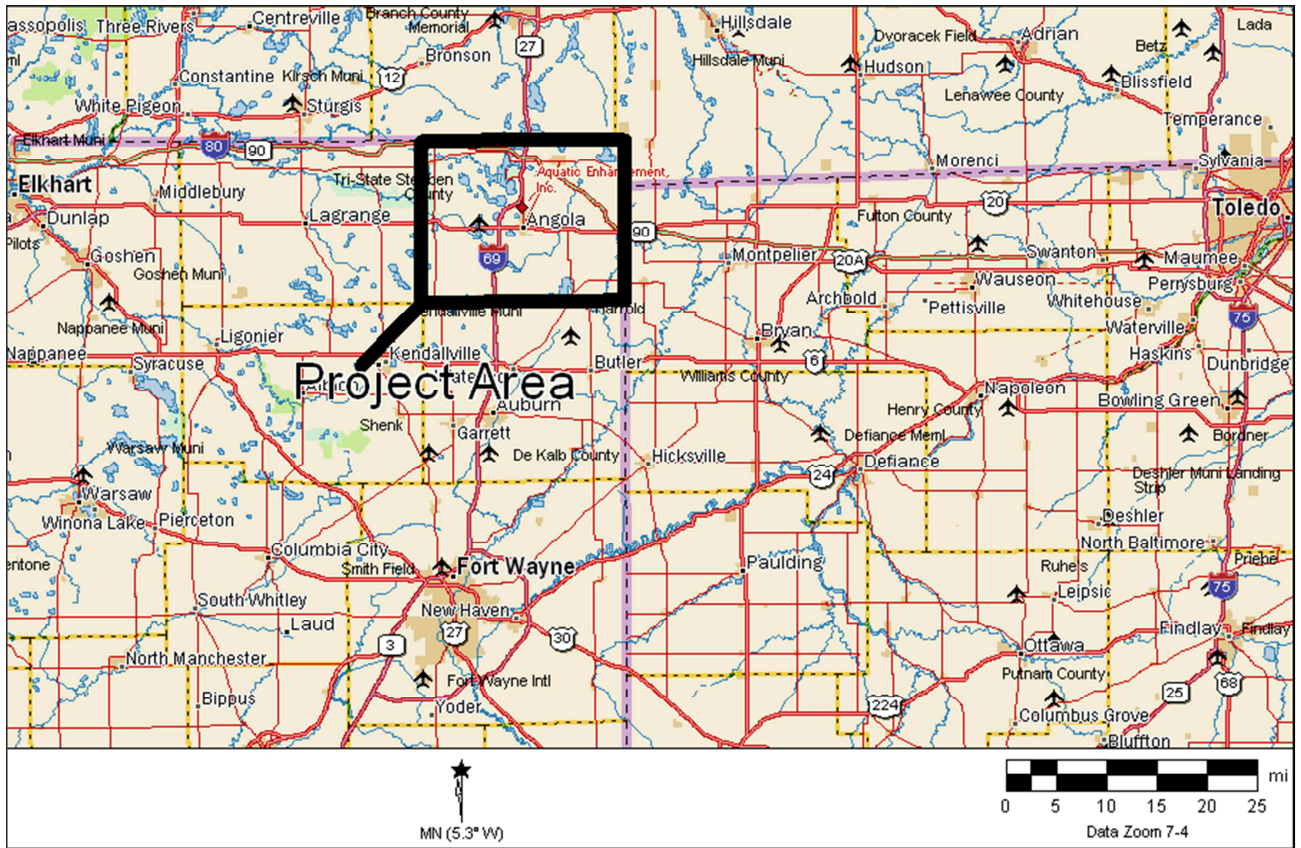 assopolis
Three Rivers
Centreville
Branch County
Memorial
27
Bronson
12
Hillsdale
Hillsdale Muni
Dvoracek Field
Adrian
Hudson
Betz
Lada
Blissfield
Lenawee County
Constantine
Kirsch Muni
White Pigeon
Sturgis
Temperance
Elkhart Muni
80
90
Morenci
Sylvania
Elkhart
Middlebury
Tri-State Steuben
County
Aquatic Enhancement,
Inc.
Dunlap
Lagrange
Angola
90
20
Fulton County
Toledo
Pilots
Goshen
Goshen Muni
69
Montpelier
20A
Swanton
Maumee
Wauseon
Perrysburg
Archbold
Pettisville
Whitehouse
Nappanee Muni
Kendallville Muni
Harrold
75
Ligonier
Bryan
Waterville
Nappanee
Syracuse
Kendallville
Butler
6
Haskins
Dunbridge
Project Area
Williams County
Napoleon
Auburn
Henry County
Bowling Green
Shenk
Garrett
Defiance Meml
Bordner
Warsaw Muni
De Kalb County
Hicksville
24
Defiance
Deshler Muni Landing
Strip
Warsaw
Winona Lake
Pierceton
Deshler
Columbia City
North Baltimore
entone
Smith Field
Fort Wayne
Paulding
Ruhe's
Priebe
75
South Whitley
New Haven
Leipsic
Laud
3
27
30
Findlay
Findlay
North Manchester
Ottawa
Fort Wayne Intl
Putnam County
Bippus
Yoder
224
25
68
Columbus Grove
Bluffton
MN (5.3° W)
mi
0 5 10 15 20 25
Data Zoom 7-4